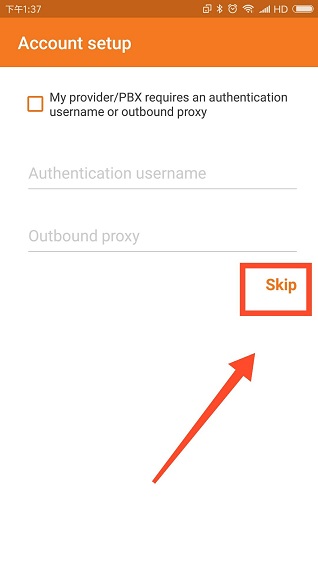 下午1:37
HD
Account setup
My provider/PBX requires an authentication
username or outbound proxy
Authentication username
Outbound proxy
Skip